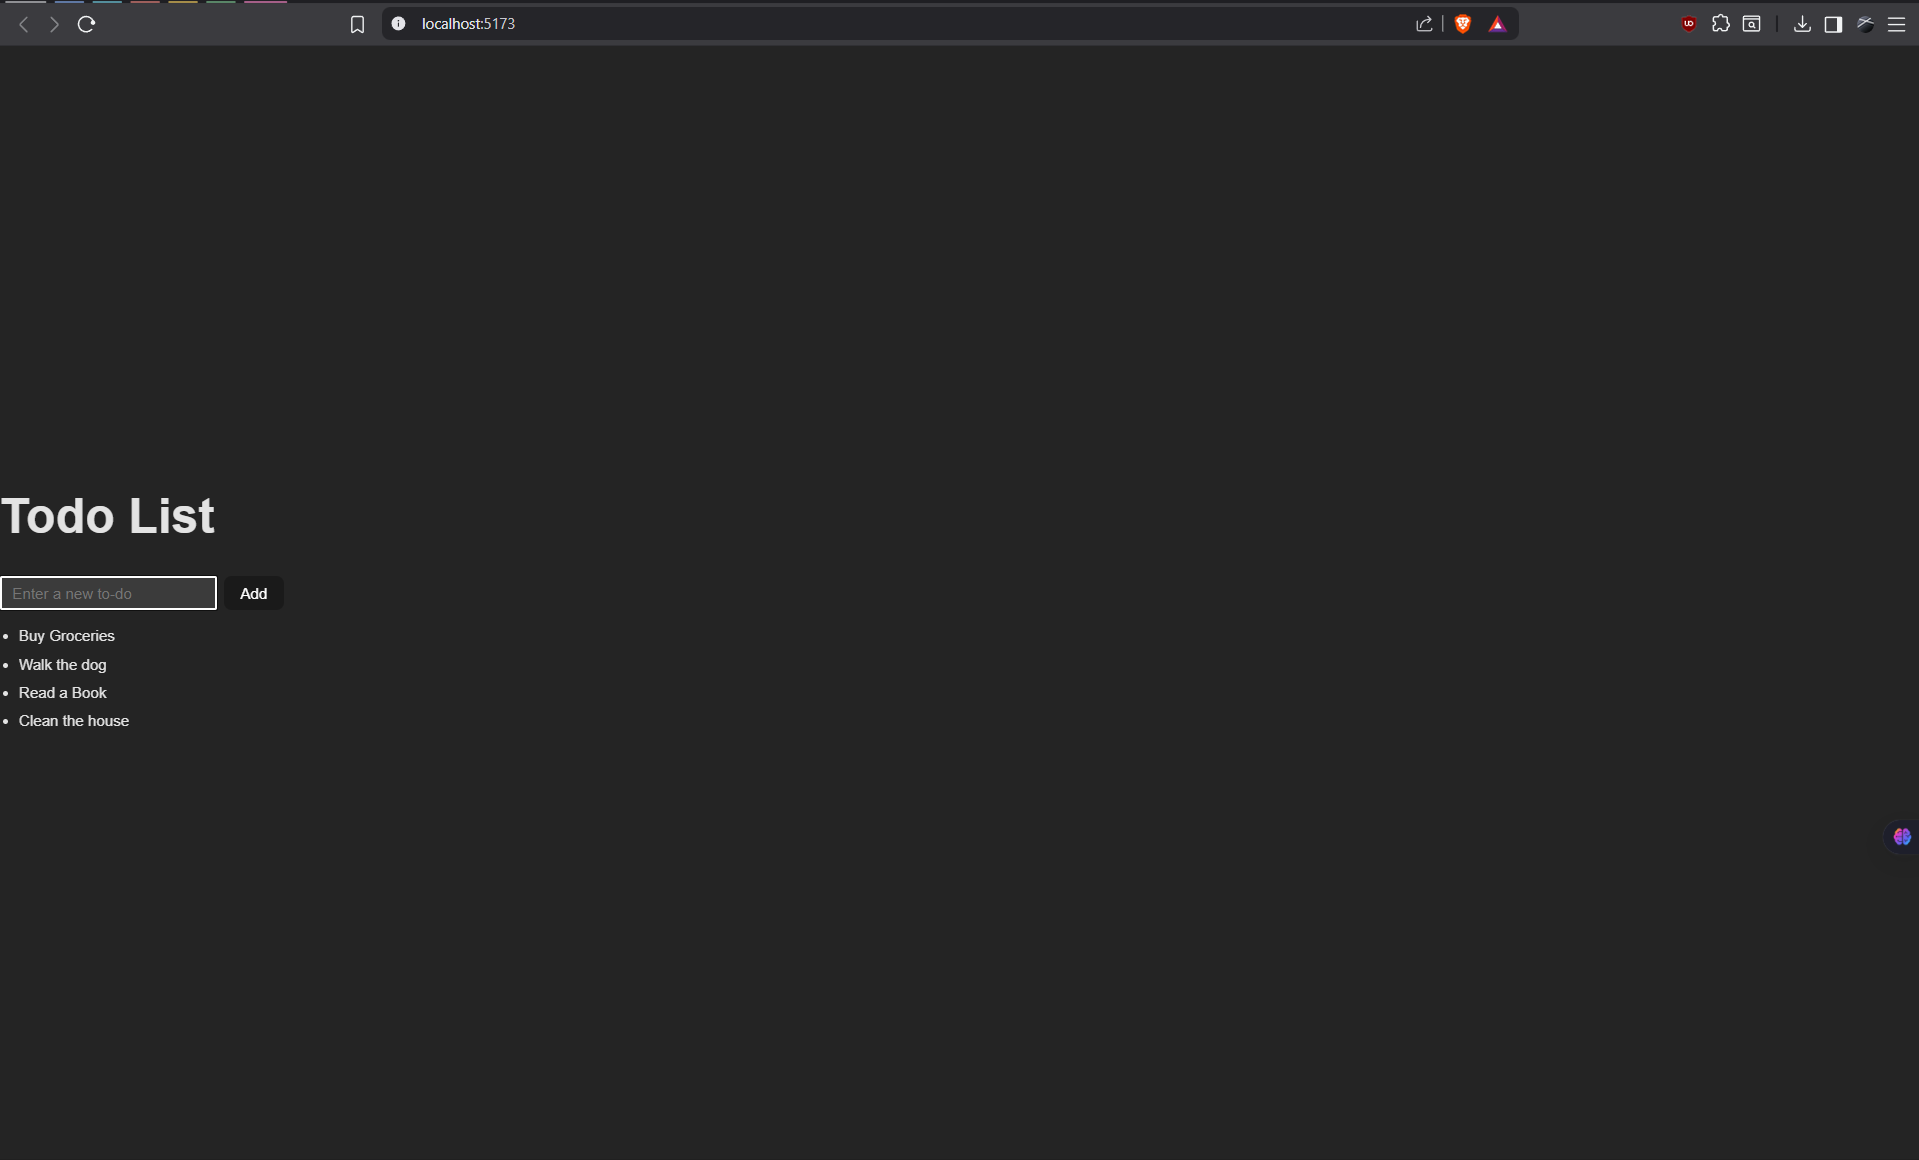 localhost:5173
Todo List
Enter a new to-do
Add
Buy Groceries
Walk the dog
Read a Book
Clean the house